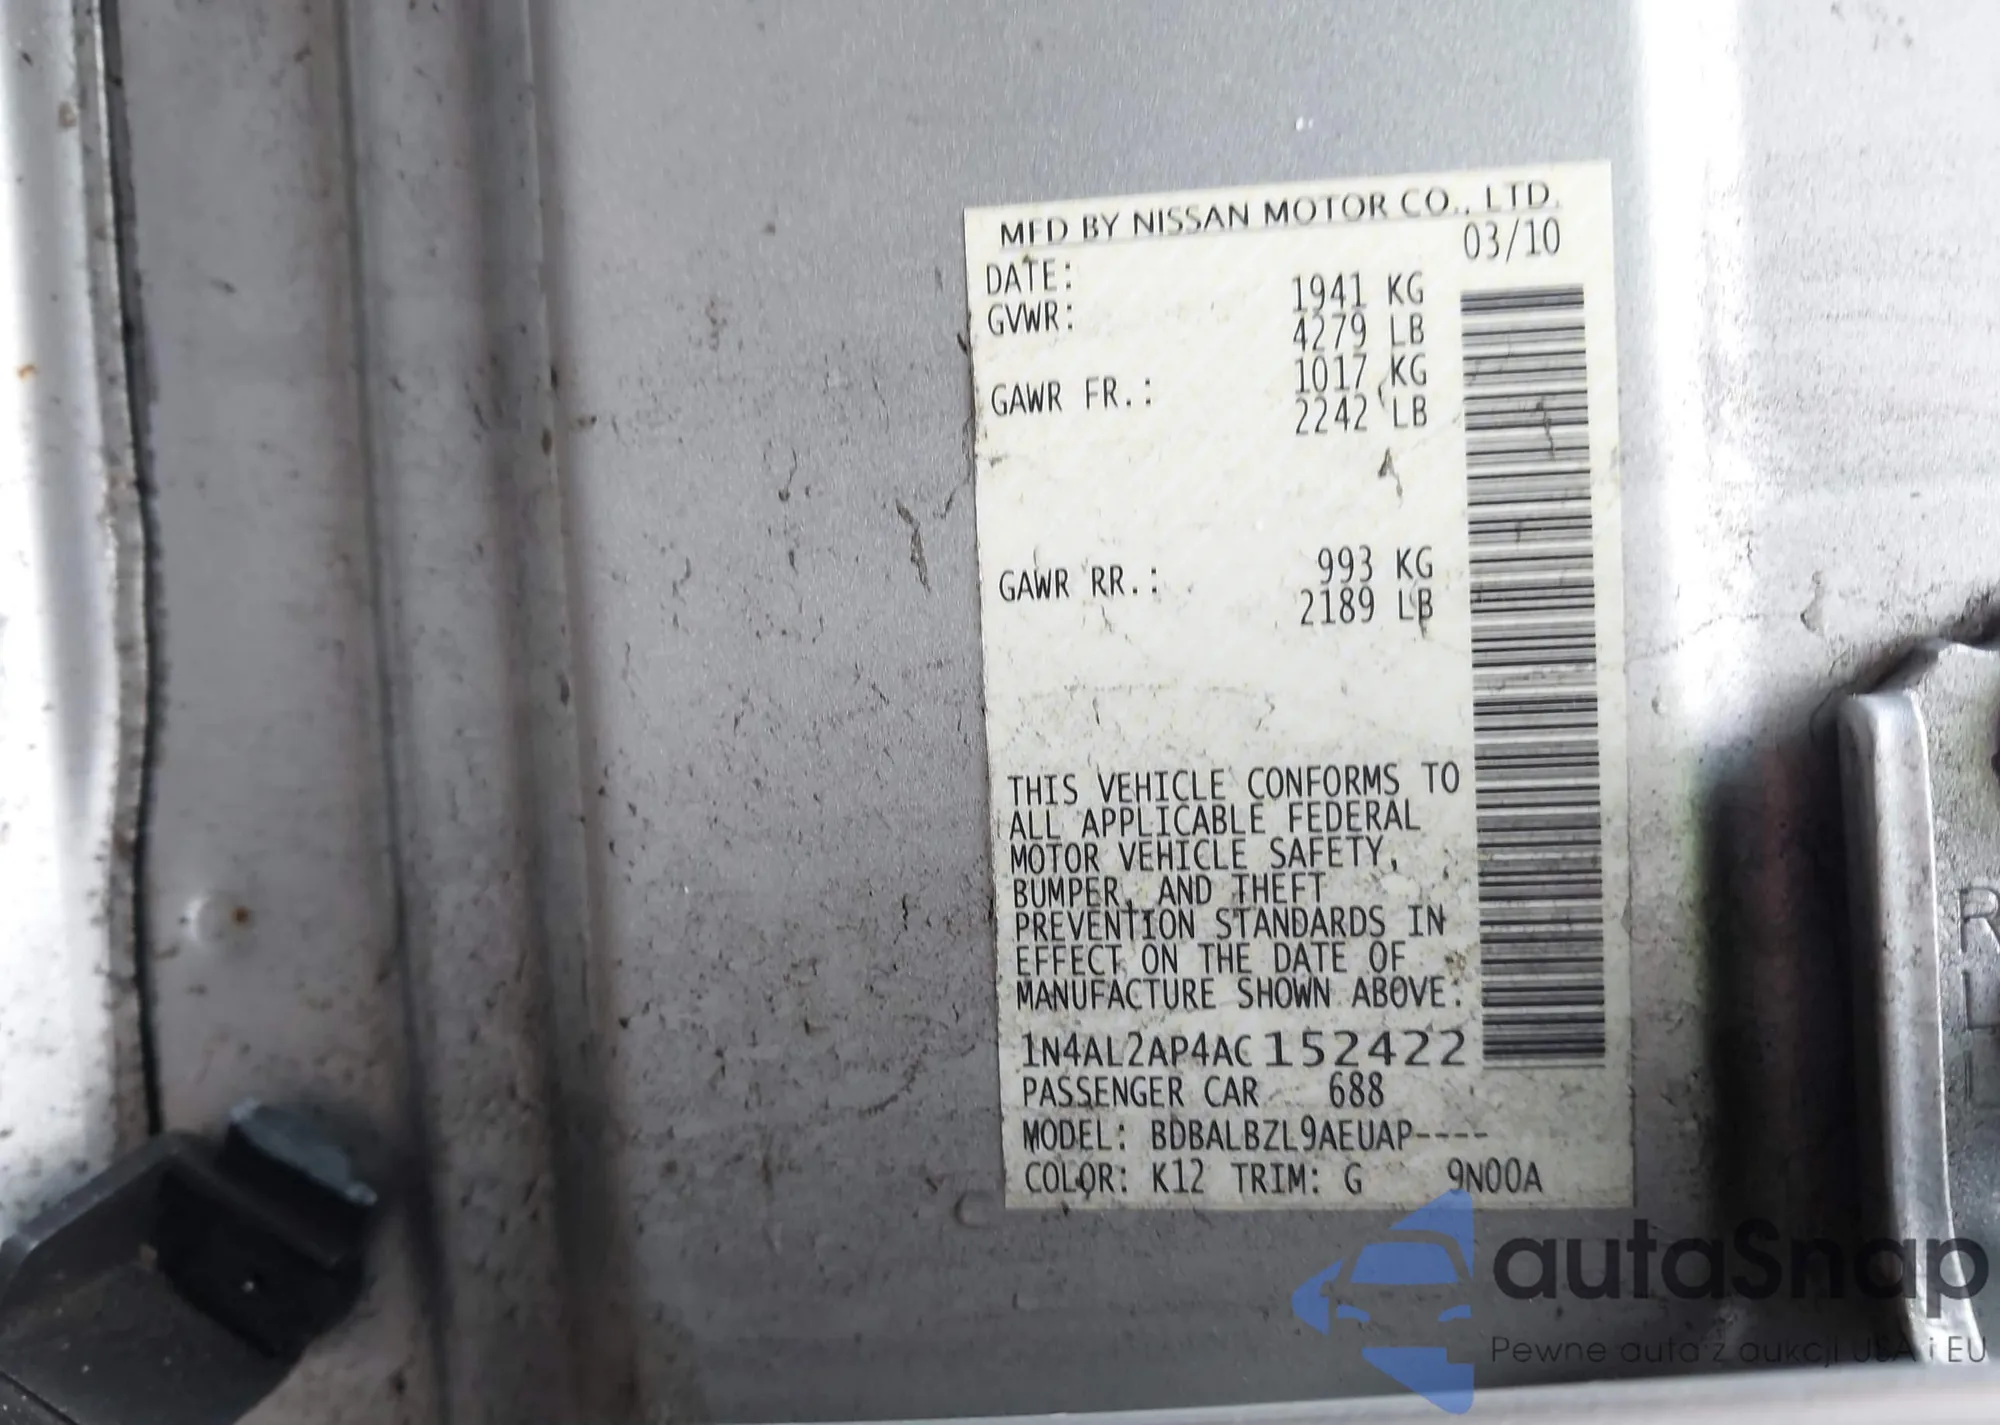 MFD BY NISSAN MOTOR CO., LTD.
DATE: 03/10
GVWR: 1941 KG
4279 LB
GAWR FR.: 1017 KG
2242 LB
GAWR RR.: 993 KG
2189 LB
THIS VEHICLE CONFORMS TO
ALL APPLICABLE FEDERAL
MOTOR VEHICLE SAFETY,
BUMPER, AND THEFT
PREVENTION STANDARDS IN
EFFECT ON THE DATE OF
MANUFACTURE SHOWN ABOVE:
1N4AL2AP4AC152422
PASSENGER CAR 688
MODEL: BDBALBZL9AEUAP----
COLOR: K12 TRIM: G 9N00A
autaSnap
Pewne auta z aukcji USA i EU